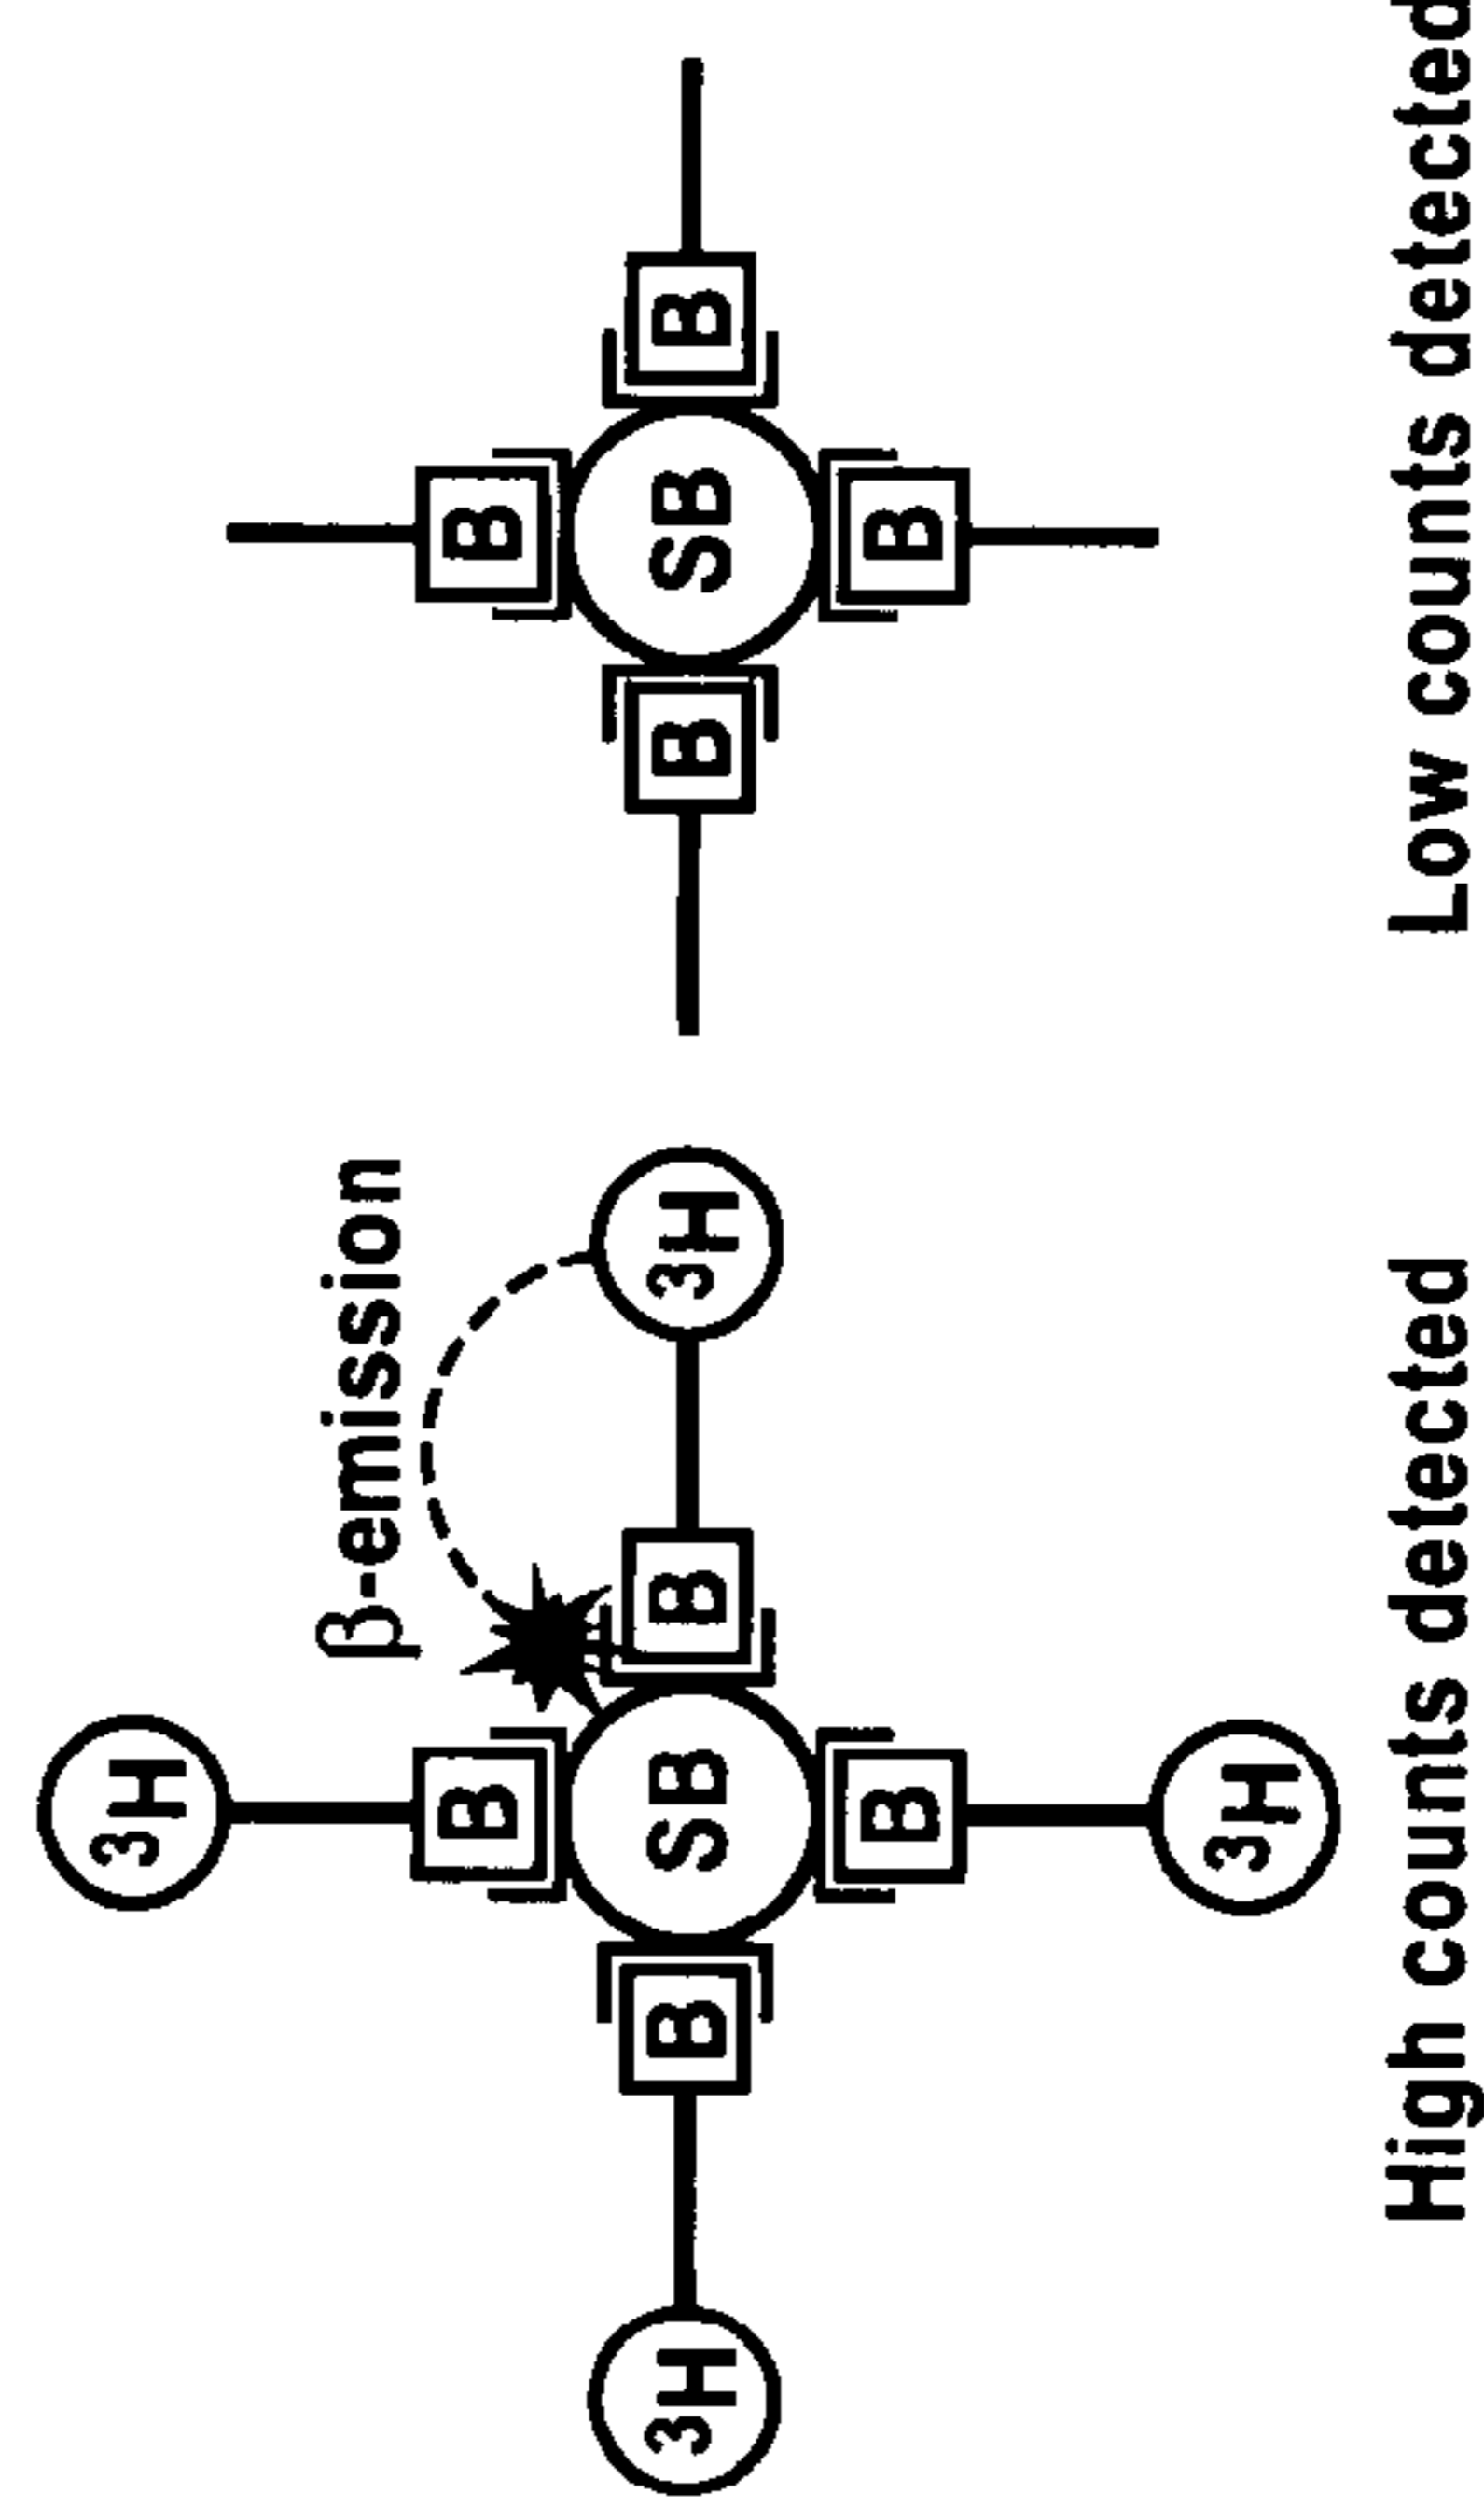 3H
β-emission
B
B
3H B SB B 3H
B SB B
B
B
3H
High counts detected
Low counts detected